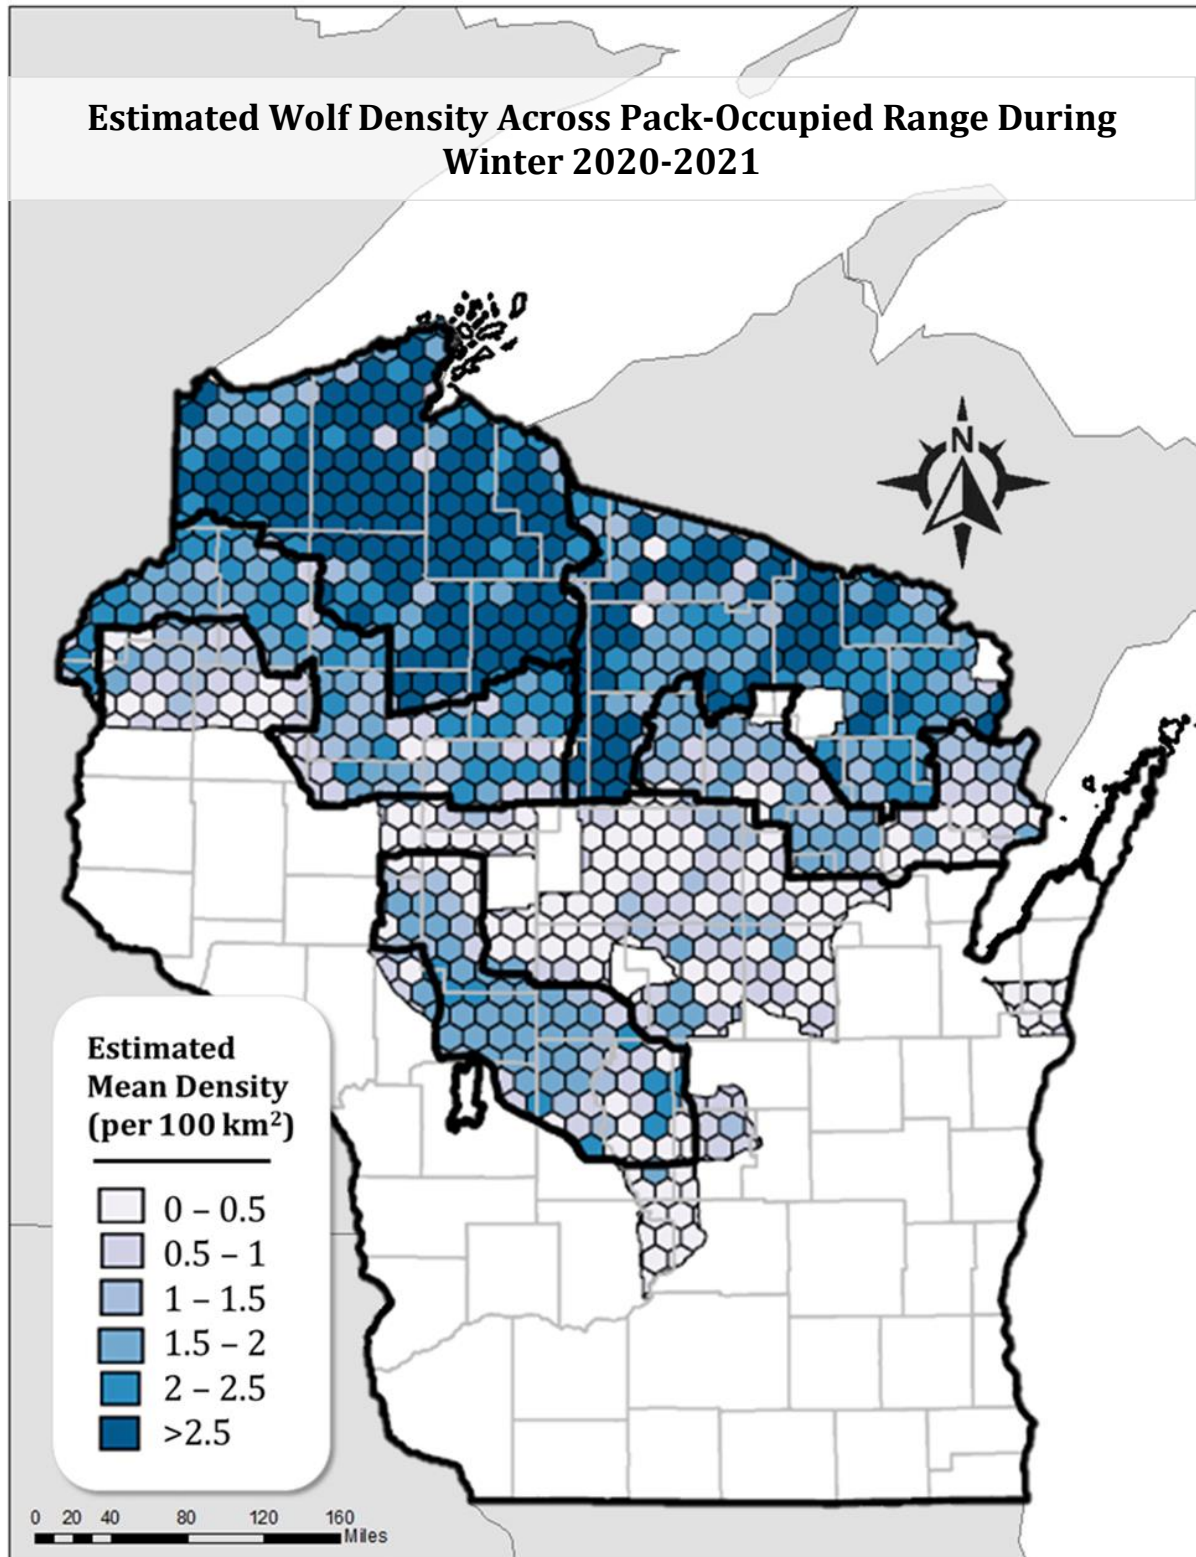 Estimated Wolf Density Across Pack-Occupied Range During
Winter 2020-2021
N
Estimated
Mean Density
(per 100 km²)
0 – 0.5
0.5 – 1
1 – 1.5
1.5 – 2
2 – 2.5
>2.5
0 20 40 80 120 160
Miles